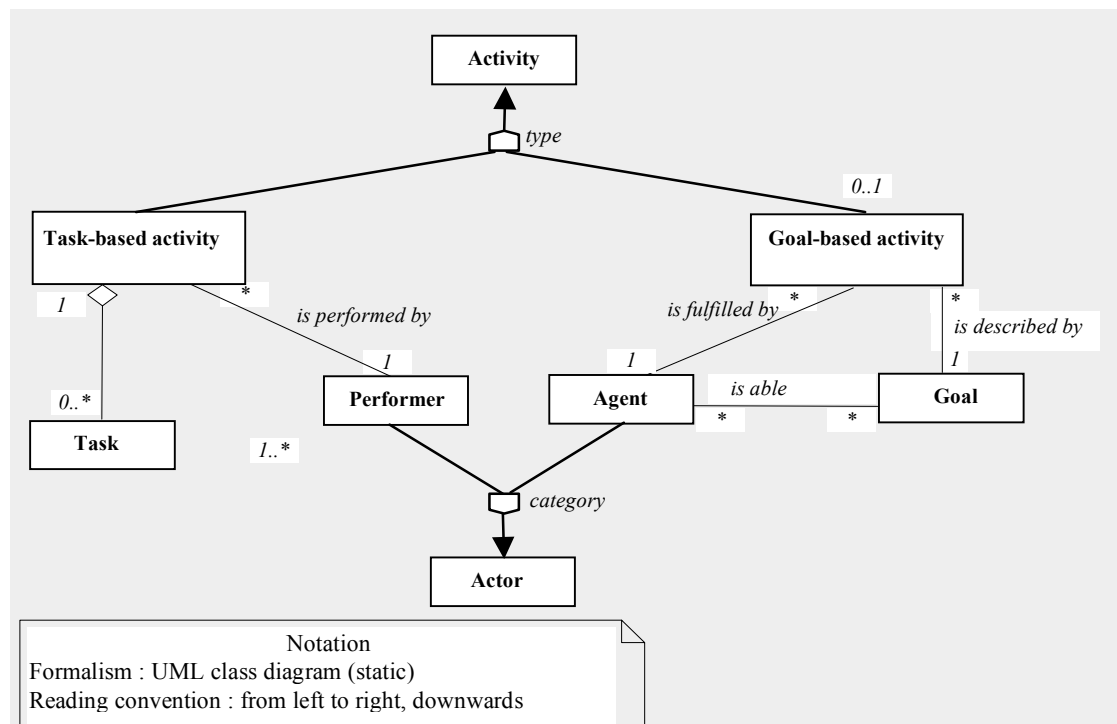 Activity
type
0..1
Task-based activity
Goal-based activity
1
*
*
*
is performed by
is fulfilled by
is described by
1
1
1
0..*
Performer
Agent
is able
Goal
*
*
Task
1..*
category
Actor
Notation
Formalism : UML class diagram (static)
Reading convention : from left to right, downwards